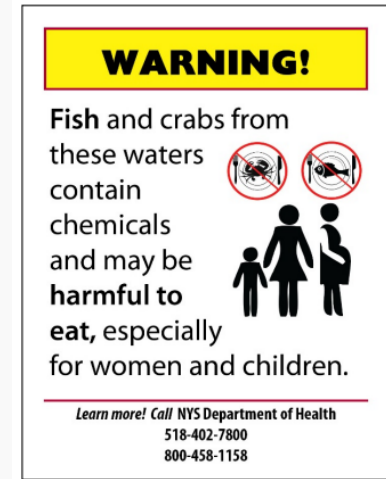 WARNING!
Fish and crabs from
these waters
contain
chemicals
and may be
harmful to
eat, especially
for women and children.
Learn more! Call NYS Department of Health
518-402-7800
800-458-1158